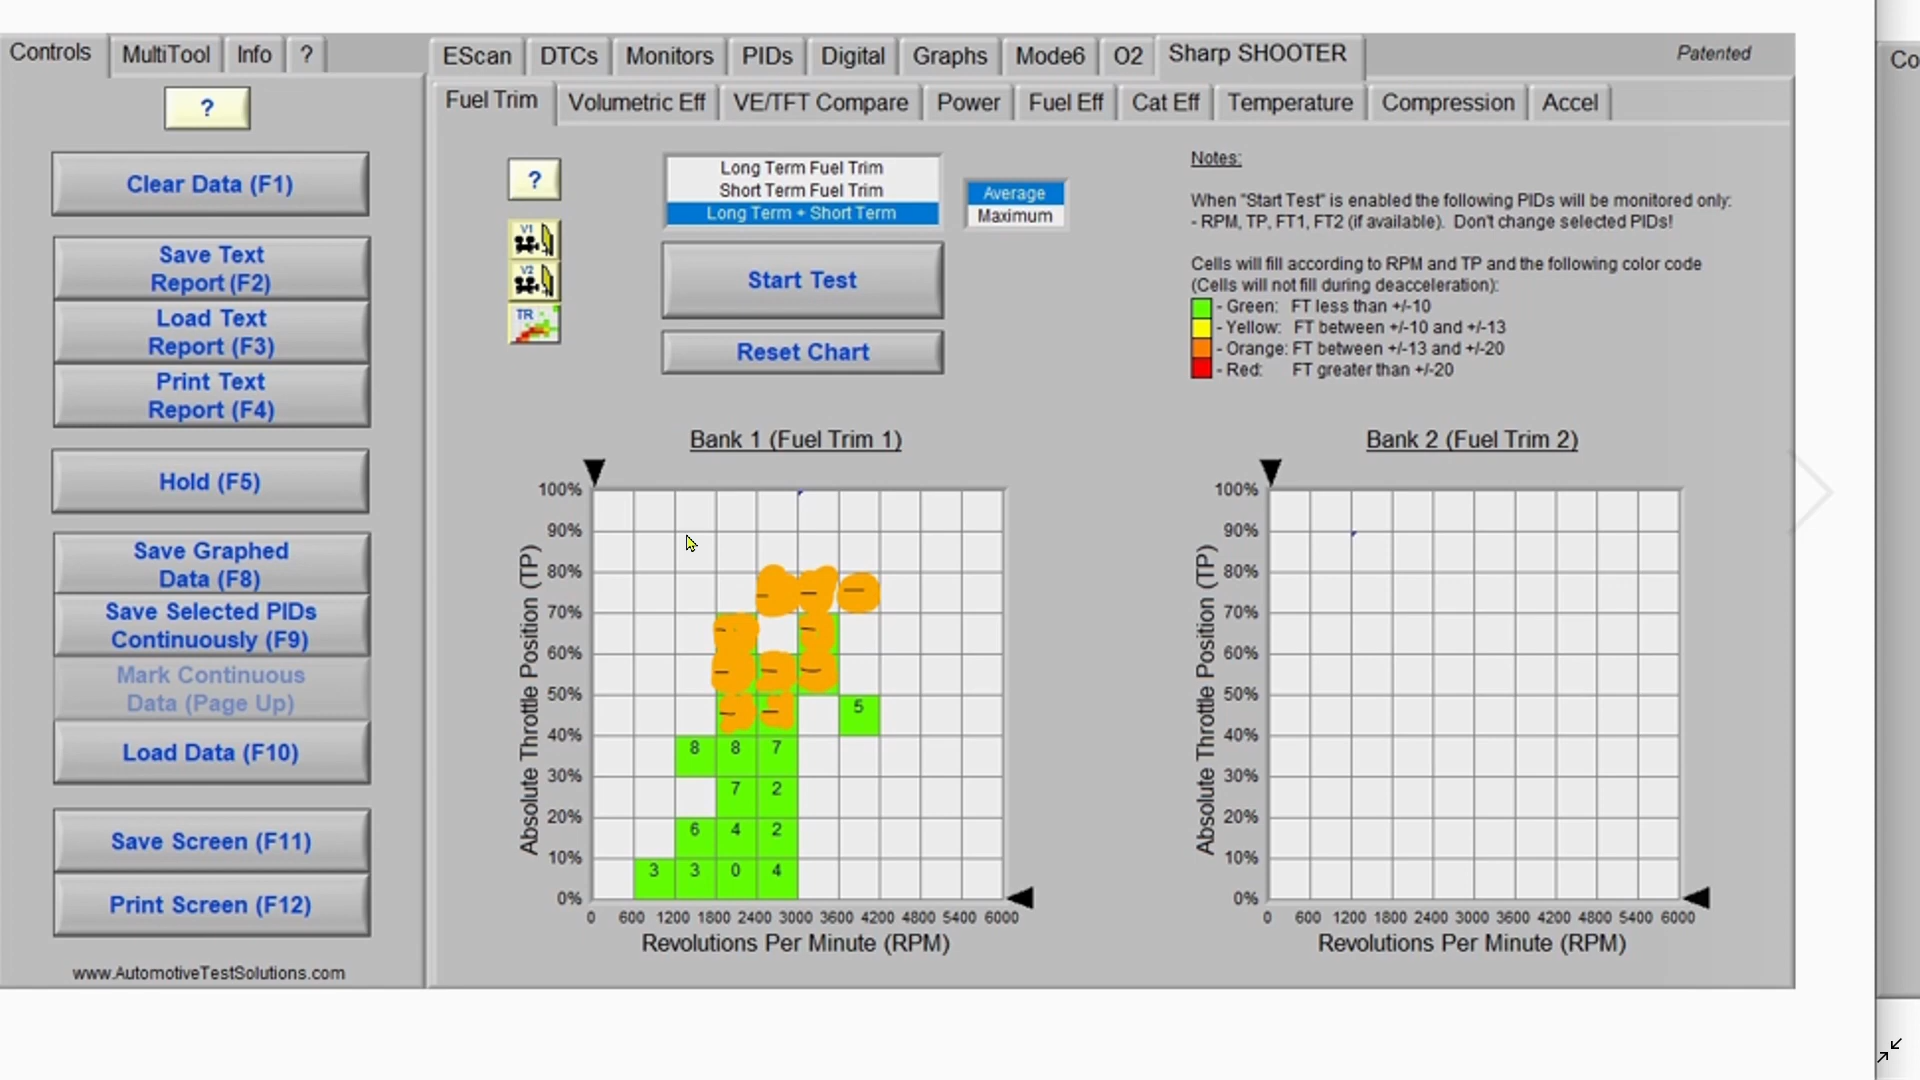 Controls
MultiTool
Info
?
?
Clear Data (F1)
Save Text
Report (F2)
Load Text
Report (F3)
Print Text
Report (F4)
Hold (F5)
Save Graphed
Data (F8)
Save Selected PIDs
Continuously (F9)
Mark Continuous
Data (Page Up)
Load Data (F10)
Save Screen (F11)
Print Screen (F12)
www.AutomotiveTestSolutions.com
EScan
DTCs
Monitors
PIDs
Digital
Graphs
Mode6
O2
Sharp SHOOTER
Patented
Co
Fuel Trim
Volumetric Eff
VE/TFT Compare
Power
Fuel Eff
Cat Eff
Temperature
Compression
Accel
?
V1
V2
TR
Long Term Fuel Trim
Short Term Fuel Trim
Long Term + Short Term
Average
Maximum
Start Test
Reset Chart
Notes:
When "Start Test" is enabled the following PIDs will be monitored only:
- RPM, TP, FT1, FT2 (if available). Don't change selected PIDs!
Cells will fill according to RPM and TP and the following color code
(Cells will not fill during deacceleration):
- Green: FT less than +/-10
- Yellow: FT between +/-10 and +/-13
- Orange: FT between +/-13 and +/-20
- Red: FT greater than +/-20
Bank 1 (Fuel Trim 1)
Absolute Throttle Position (TP)
100%
90%
80%
70%
60%
50%
5
40%
8 8 7
30%
7 2
20%
6 4 2
10%
3 3 0 4
0%
0 600 1200 1800 2400 3000 3600 4200 4800 5400 6000
Revolutions Per Minute (RPM)
Bank 2 (Fuel Trim 2)
Absolute Throttle Position (TP)
100%
90%
80%
70%
60%
50%
40%
30%
20%
10%
0%
0 600 1200 1800 2400 3000 3600 4200 4800 5400 6000
Revolutions Per Minute (RPM)